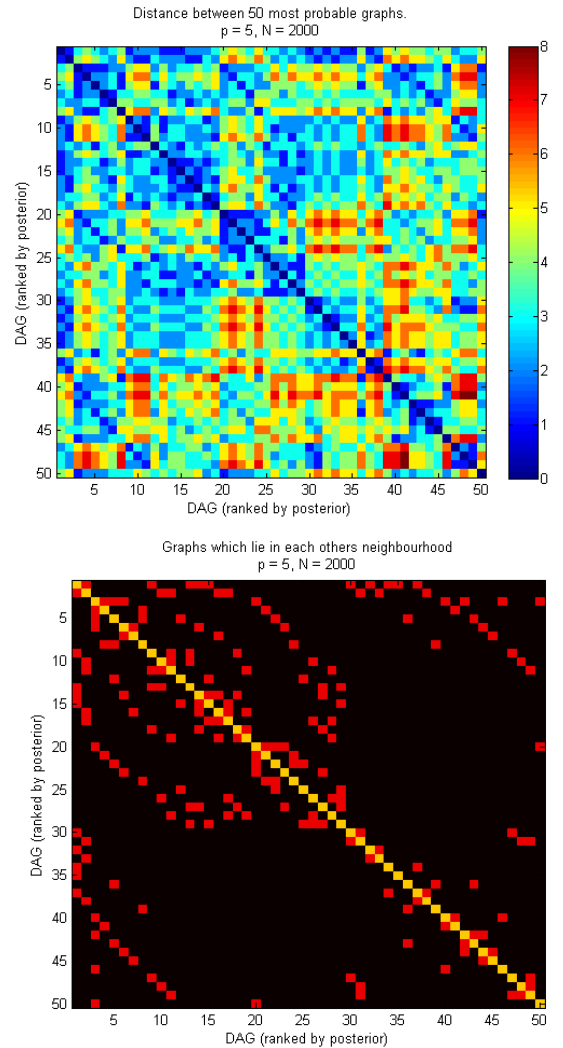 Distance between 50 most probable graphs.
p = 5, N = 2000
DAG (ranked by posterior)
5
10
15
20
25
30
35
40
45
50
5 10 15 20 25 30 35 40 45 50
DAG (ranked by posterior)
8
7
6
5
4
3
2
1
0
Graphs which lie in each others neighbourhood
p = 5, N = 2000
DAG (ranked by posterior)
5
10
15
20
25
30
35
40
45
50
5 10 15 20 25 30 35 40 45 50
DAG (ranked by posterior)